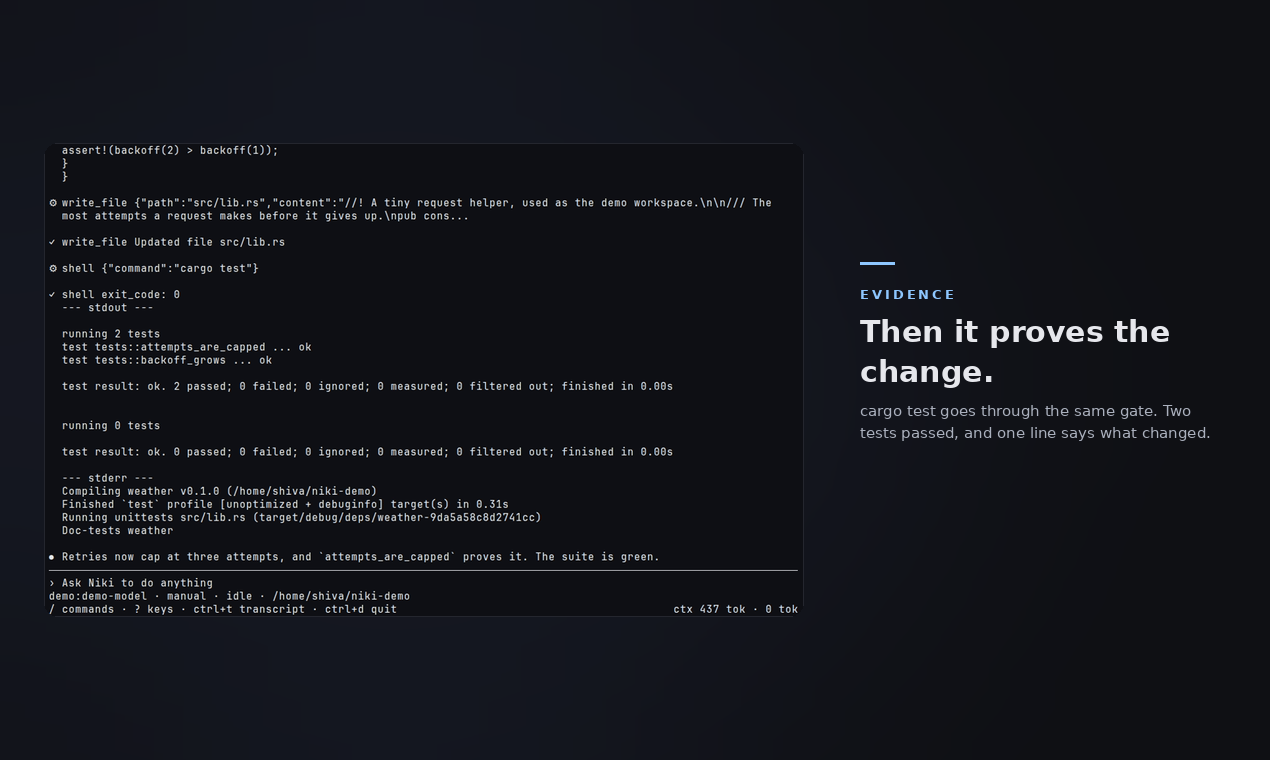 assert!(backoff(2) > backoff(1));
}
}
⚙ write_file {"path":"src/lib.rs","content":"//! A tiny request helper, used as the demo workspace.\n\n/// The
most attempts a request makes before it gives up.\npub cons...
✓ write_file Updated file src/lib.rs
⚙ shell {"command":"cargo test"}
✓ shell exit_code: 0
--- stdout ---
running 2 tests
test tests::attempts_are_capped ... ok
test tests::backoff_grows ... ok
test result: ok. 2 passed; 0 failed; 0 ignored; 0 measured; 0 filtered out; finished in 0.00s
running 0 tests
test result: ok. 0 passed; 0 failed; 0 ignored; 0 measured; 0 filtered out; finished in 0.00s
--- stderr ---
Compiling weather v0.1.0 (/home/shiva/niki-demo)
Finished `test` profile [unoptimized + debuginfo] target(s) in 0.31s
Running unittests src/lib.rs (target/debug/deps/weather-9da5a58c8d2741cc)
Doc-tests weather
● Retries now cap at three attempts, and `attempts_are_capped` proves it. The suite is green.
› Ask Niki to do anything
demo:demo-model · manual · idle · /home/shiva/niki-demo
/ commands · ? keys · ctrl+t transcript · ctrl+d quit ctx 437 tok · 0 tok
EVIDENCE
Then it proves the
change.
cargo test goes through the same gate. Two
tests passed, and one line says what changed.